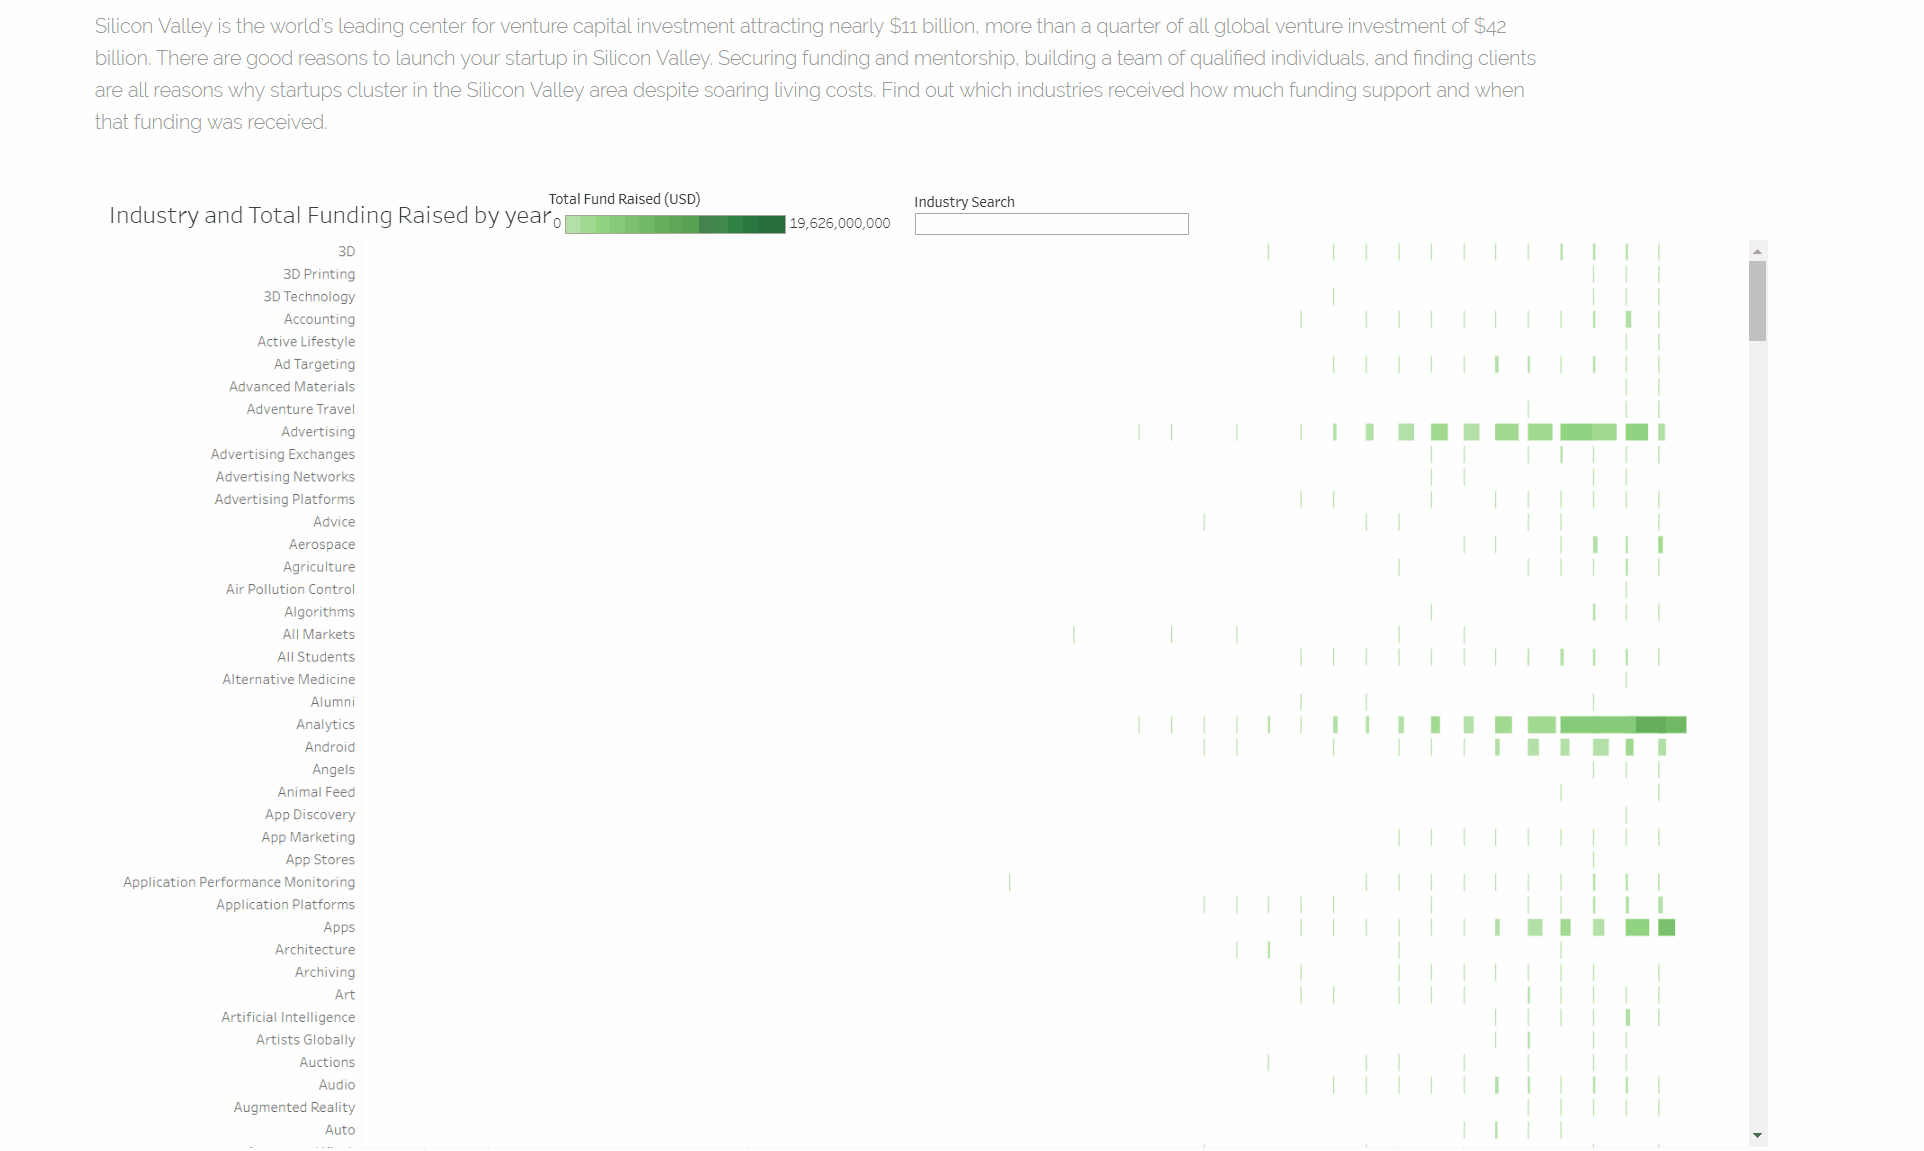 Silicon Valley is the world's leading center for venture capital investment attracting nearly $11 billion, more than a quarter of all global venture investment of $42
billion. There are good reasons to launch your startup in Silicon Valley. Securing funding and mentorship, building a team of qualified individuals, and finding clients
are all reasons why startups cluster in the Silicon Valley area despite soaring living costs. Find out which industries received how much funding support and when
that funding was received.
Industry and Total Funding Raised by year
Total Fund Raised (USD)
0 19,626,000,000
Industry Search
3D
3D Printing
3D Technology
Accounting
Active Lifestyle
Ad Targeting
Advanced Materials
Adventure Travel
Advertising
Advertising Exchanges
Advertising Networks
Advertising Platforms
Advice
Aerospace
Agriculture
Air Pollution Control
Algorithms
All Markets
All Students
Alternative Medicine
Alumni
Analytics
Android
Angels
Animal Feed
App Discovery
App Marketing
App Stores
Application Performance Monitoring
Application Platforms
Apps
Architecture
Archiving
Art
Artificial Intelligence
Artists Globally
Auctions
Audio
Augmented Reality
Auto